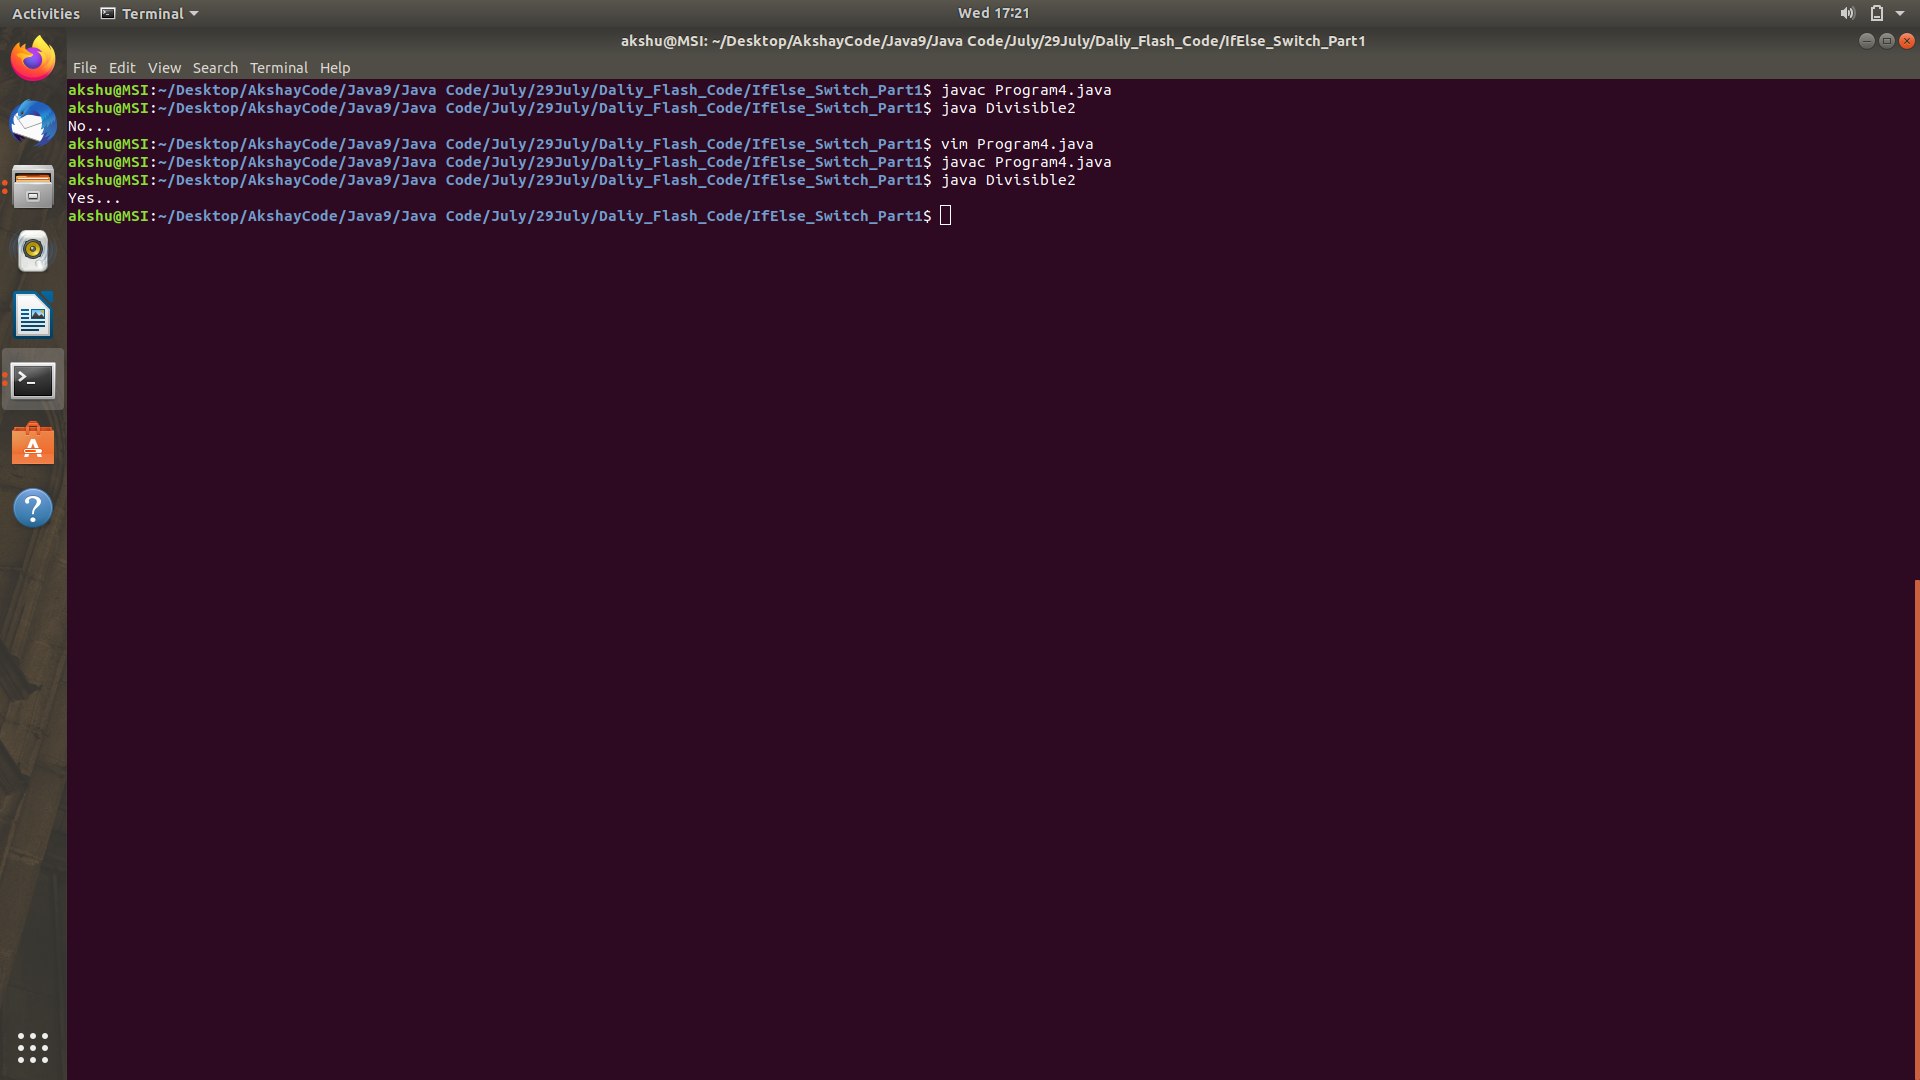 Activities Terminal Wed 17:21
akshu@MSI: ~/Desktop/AkshayCode/Java9/Java Code/July/29July/Daliy_Flash_Code/IfElse_Switch_Part1
File Edit View Search Terminal Help
akshu@MSI:~/Desktop/AkshayCode/Java9/Java Code/July/29July/Daliy_Flash_Code/IfElse_Switch_Part1$ javac Program4.java
akshu@MSI:~/Desktop/AkshayCode/Java9/Java Code/July/29July/Daliy_Flash_Code/IfElse_Switch_Part1$ java Divisible2
No...
akshu@MSI:~/Desktop/AkshayCode/Java9/Java Code/July/29July/Daliy_Flash_Code/IfElse_Switch_Part1$ vim Program4.java
akshu@MSI:~/Desktop/AkshayCode/Java9/Java Code/July/29July/Daliy_Flash_Code/IfElse_Switch_Part1$ javac Program4.java
akshu@MSI:~/Desktop/AkshayCode/Java9/Java Code/July/29July/Daliy_Flash_Code/IfElse_Switch_Part1$ java Divisible2
Yes...
akshu@MSI:~/Desktop/AkshayCode/Java9/Java Code/July/29July/Daliy_Flash_Code/IfElse_Switch_Part1$